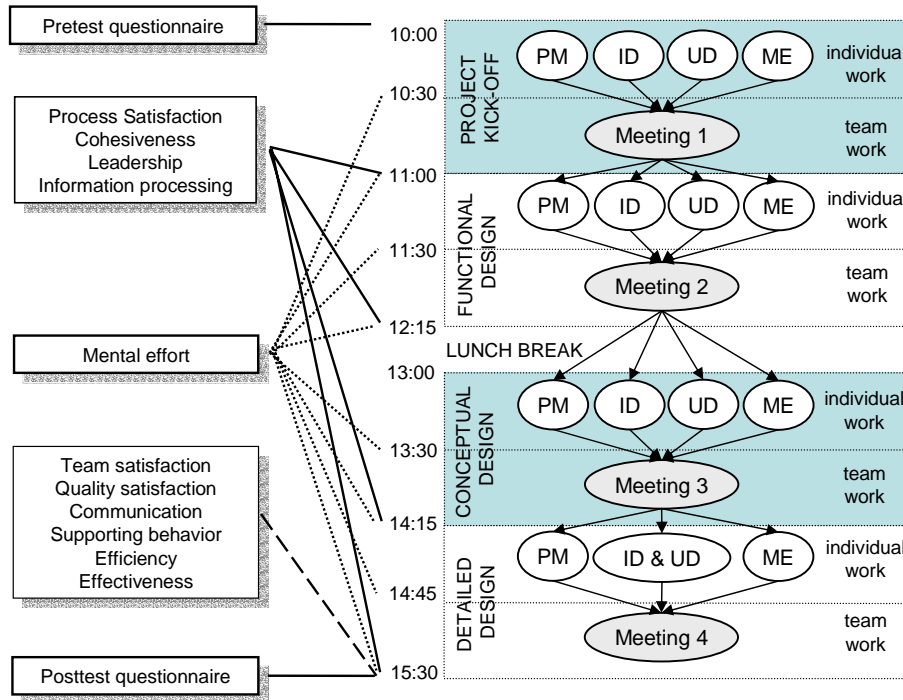 Pretest questionnaire
Process Satisfaction
Cohesiveness
Leadership
Information processing
Mental effort
Team satisfaction
Quality satisfaction
Communication
Supporting behavior
Efficiency
Effectiveness
Posttest questionnaire
10:00
10:30
11:00
11:30
12:15
13:00
13:30
14:15
14:45
15:30
PROJECT
KICK-OFF
PM ID UD ME
individual
work
Meeting 1
team
work
FUNCTIONAL
DESIGN
PM ID UD ME
individual
work
Meeting 2
team
work
LUNCH BREAK
CONCEPTUAL
DESIGN
PM ID UD ME
individual
work
Meeting 3
team
work
DETAILED
DESIGN
PM ID & UD ME
individual
work
Meeting 4
team
work